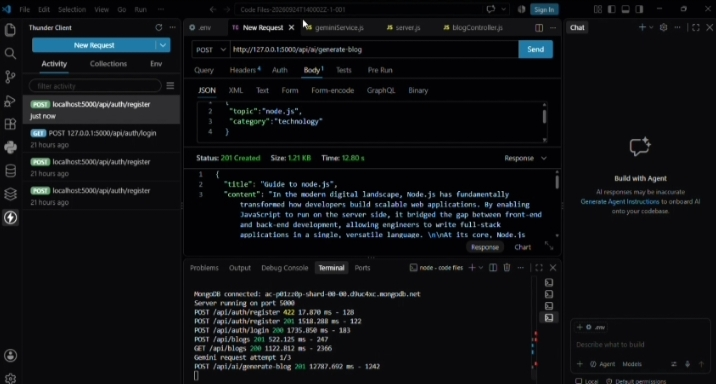 File Edit Selection View Go Run
Code Files-20260924T140002Z-1-001
Sign In
Thunder Client
.env
New Request
geminiService.js
server.js
blogController.js
Chat
New Request
POST
http://127.0.0.1:5000/api/ai/generate-blog
Send
Activity
Collections
Env
Query
Headers 4
Auth
Body 1
Tests
Pre Run
filter activity
JSON
XML
Text
Form
Form-encode
GraphQL
Binary
POST localhost:5000/api/auth/register
just now
GET POST 127.0.0.1:5000/api/auth/login
21 hours ago
POST localhost:5000/api/auth/register
21 hours ago
POST localhost:5000/api/auth/register
21 hours ago
1 {
2 "topic":"node.js",
3 "category":"technology"
4 }
Status: 201 Created Size: 1.21 KB Time: 12.80 s
Response
1 {
2 "title": "Guide to node.js",
3 "content": "In the modern digital landscape, Node.js has fundamentally
transformed how developers build scalable web applications. By enabling
JavaScript to run on the server side, it bridged the gap between front-end
and back-end development, allowing engineers to write full-stack
applications in a single, versatile language. \n\nAt its core, Node.js
Response
Chart
Problems
Output
Debug Console
Terminal
Ports
node - code files
MongoDB connected: ac-p01zz0p-shard-00-00.d9uc4xc.mongodb.net
Server running on port 5000
POST /api/auth/register 422 17.870 ms - 128
POST /api/auth/register 201 1518.288 ms - 122
POST /api/auth/login 200 1735.850 ms - 183
POST /api/blogs 201 522.125 ms - 247
GET /api/blogs 200 1122.812 ms - 2366
Gemini request attempt 1/3
POST /api/ai/generate-blog 201 12787.692 ms - 1242
Build with Agent
AI responses may be inaccurate
Generate Agent Instructions to onboard AI
onto your codebase.
.env
Describe what to build
Agent
Models
Local
Default permissions